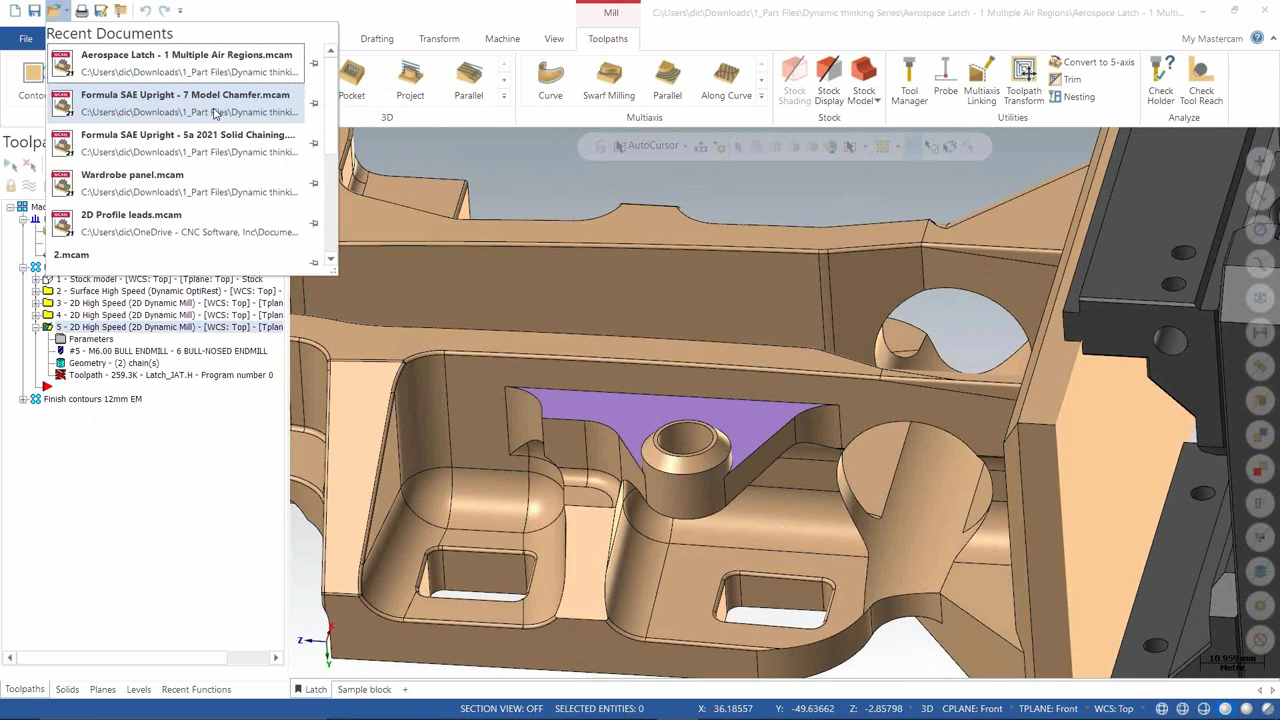 Mill
C:\Users\dic\Downloads\1_Part Files\Dynamic thinking Series\Aerospace Latch - 1 Multiple Air Regions\Aerospace Latch - 1 Multi...
File
Drafting
Transform
Machine
View
Toolpaths
My Mastercam
Recent Documents
Aerospace Latch - 1 Multiple Air Regions.mcam
C:\Users\dic\Downloads\1_Part Files\Dynamic thinki...
Formula SAE Upright - 7 Model Chamfer.mcam
C:\Users\dic\Downloads\1_Part Files\Dynamic thinki...
Formula SAE Upright - 5a 2021 Solid Chaining....
C:\Users\dic\Downloads\1_Part Files\Dynamic thinki...
Wardrobe panel.mcam
C:\Users\dic\Downloads\1_Part Files\Dynamic thinki...
2D Profile leads.mcam
C:\Users\dic\OneDrive - CNC Software, Inc\Docume...
2.mcam
Conto
Pocket
Project
Parallel
3D
Curve
Swarf Milling
Parallel
Along Curve
Multiaxis
Stock Shading
Stock Display
Stock Model
Stock
Tool Manager
Probe
Multiaxis Linking
Toolpath Transform
Convert to 5-axis
Trim
Nesting
Utilities
Check Holder
Check Tool Reach
Analyze
AutoCursor
Toolpa
Mac
1 - Stock model - [WCS: Top] - [Tplane: Top] - Stock
2 - Surface High Speed (Dynamic OptiRest) - [WCS: Top] -
3 - 2D High Speed (2D Dynamic Mill) - [WCS: Top] - [Tplan
4 - 2D High Speed (2D Dynamic Mill) - [WCS: Top] - [Tplan
5 - 2D High Speed (2D Dynamic Mill) - [WCS: Top] - [Tplan
Parameters
#5 - M6.00 BULL ENDMILL - 6 BULL-NOSED ENDMILL
Geometry - (2) chain(s)
Toolpath - 259.3K - Latch_JAT.H - Program number 0
Finish contours 12mm EM
X
Z
Y
10.959 mm
Metric
Toolpaths
Solids
Planes
Levels
Recent Functions
Latch
Sample block
+
SECTION VIEW: OFF
SELECTED ENTITIES: 0
X: 36.18557
Y: -49.63662
Z: -2.85798
3D
CPLANE: Front
TPLANE: Front
WCS: Top